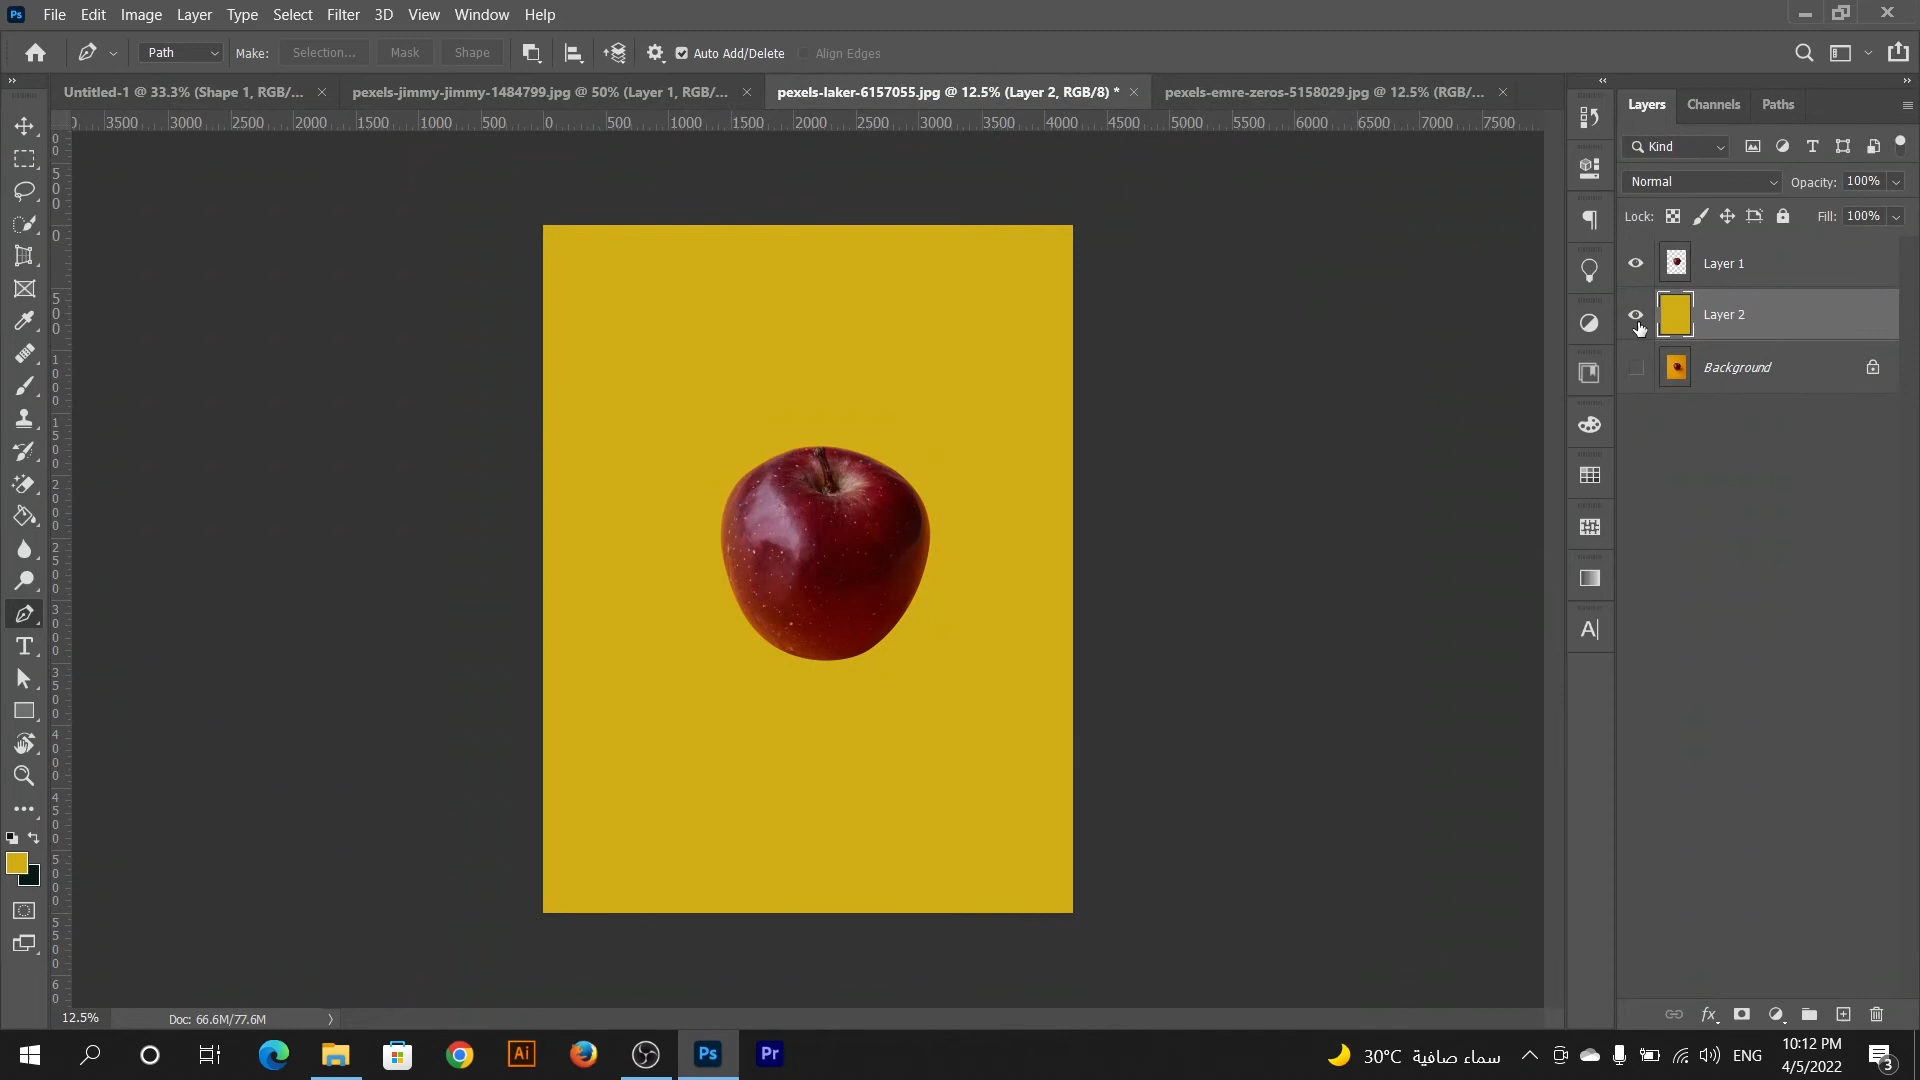 Ps File Edit Image Layer Type Select Filter 3D View Window Help
Path Make: Selection... Mask Shape Auto Add/Delete Align Edges
Untitled-1 @ 33.3% (Shape 1, RGB/... pexels-jimmy-jimmy-1484799.jpg @ 50% (Layer 1, RGB/... pexels-laker-6157055.jpg @ 12.5% (Layer 2, RGB/8) * pexels-emre-zeros-5158029.jpg @ 12.5% (RGB/...
3500 3000 2500 2000 1500 1000 500 0 500 1000 1500 2000 2500 3000 3500 4000 4500 5000 5500 6000 6500 7000 7500
Layers Channels Paths
Kind
Normal Opacity: 100%
Lock: Fill: 100%
Layer 1
Layer 2
Background
12.5% Doc: 66.6M/77.6M
Ai Ps Pr 30°C سماء صافية ENG
10:12 PM
4/5/2022
3